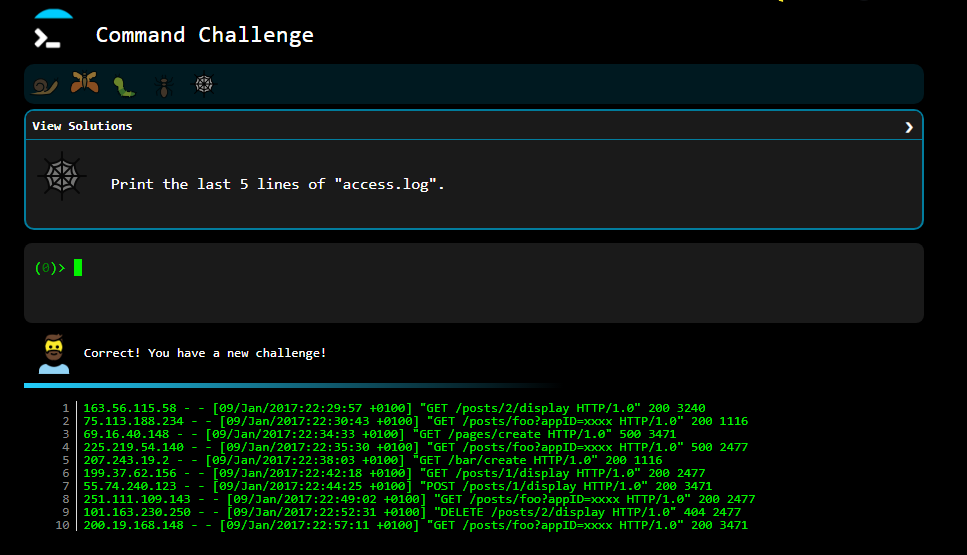 Command Challenge
View Solutions
Print the last 5 lines of "access.log".
(0)>
Correct! You have a new challenge!
1 163.56.115.58 - - [09/Jan/2017:22:29:57 +0100] "GET /posts/2/display HTTP/1.0" 200 3240
2 75.113.188.234 - - [09/Jan/2017:22:30:43 +0100] "GET /posts/foo?appID=xxxx HTTP/1.0" 200 1116
3 69.16.40.148 - - [09/Jan/2017:22:34:33 +0100] "GET /pages/create HTTP/1.0" 500 3471
4 225.219.54.140 - - [09/Jan/2017:22:35:30 +0100] "GET /posts/foo?appID=xxxx HTTP/1.0" 500 2477
5 207.243.19.2 - - [09/Jan/2017:22:38:03 +0100] "GET /bar/create HTTP/1.0" 200 1116
6 199.37.62.156 - - [09/Jan/2017:22:42:18 +0100] "GET /posts/1/display HTTP/1.0" 200 2477
7 55.74.240.123 - - [09/Jan/2017:22:44:25 +0100] "POST /posts/1/display HTTP/1.0" 200 3471
8 251.111.109.143 - - [09/Jan/2017:22:49:02 +0100] "GET /posts/foo?appID=xxxx HTTP/1.0" 200 2477
9 101.163.230.250 - - [09/Jan/2017:22:52:31 +0100] "DELETE /posts/2/display HTTP/1.0" 404 2477
10 200.19.168.148 - - [09/Jan/2017:22:57:11 +0100] "GET /posts/foo?appID=xxxx HTTP/1.0" 200 3471